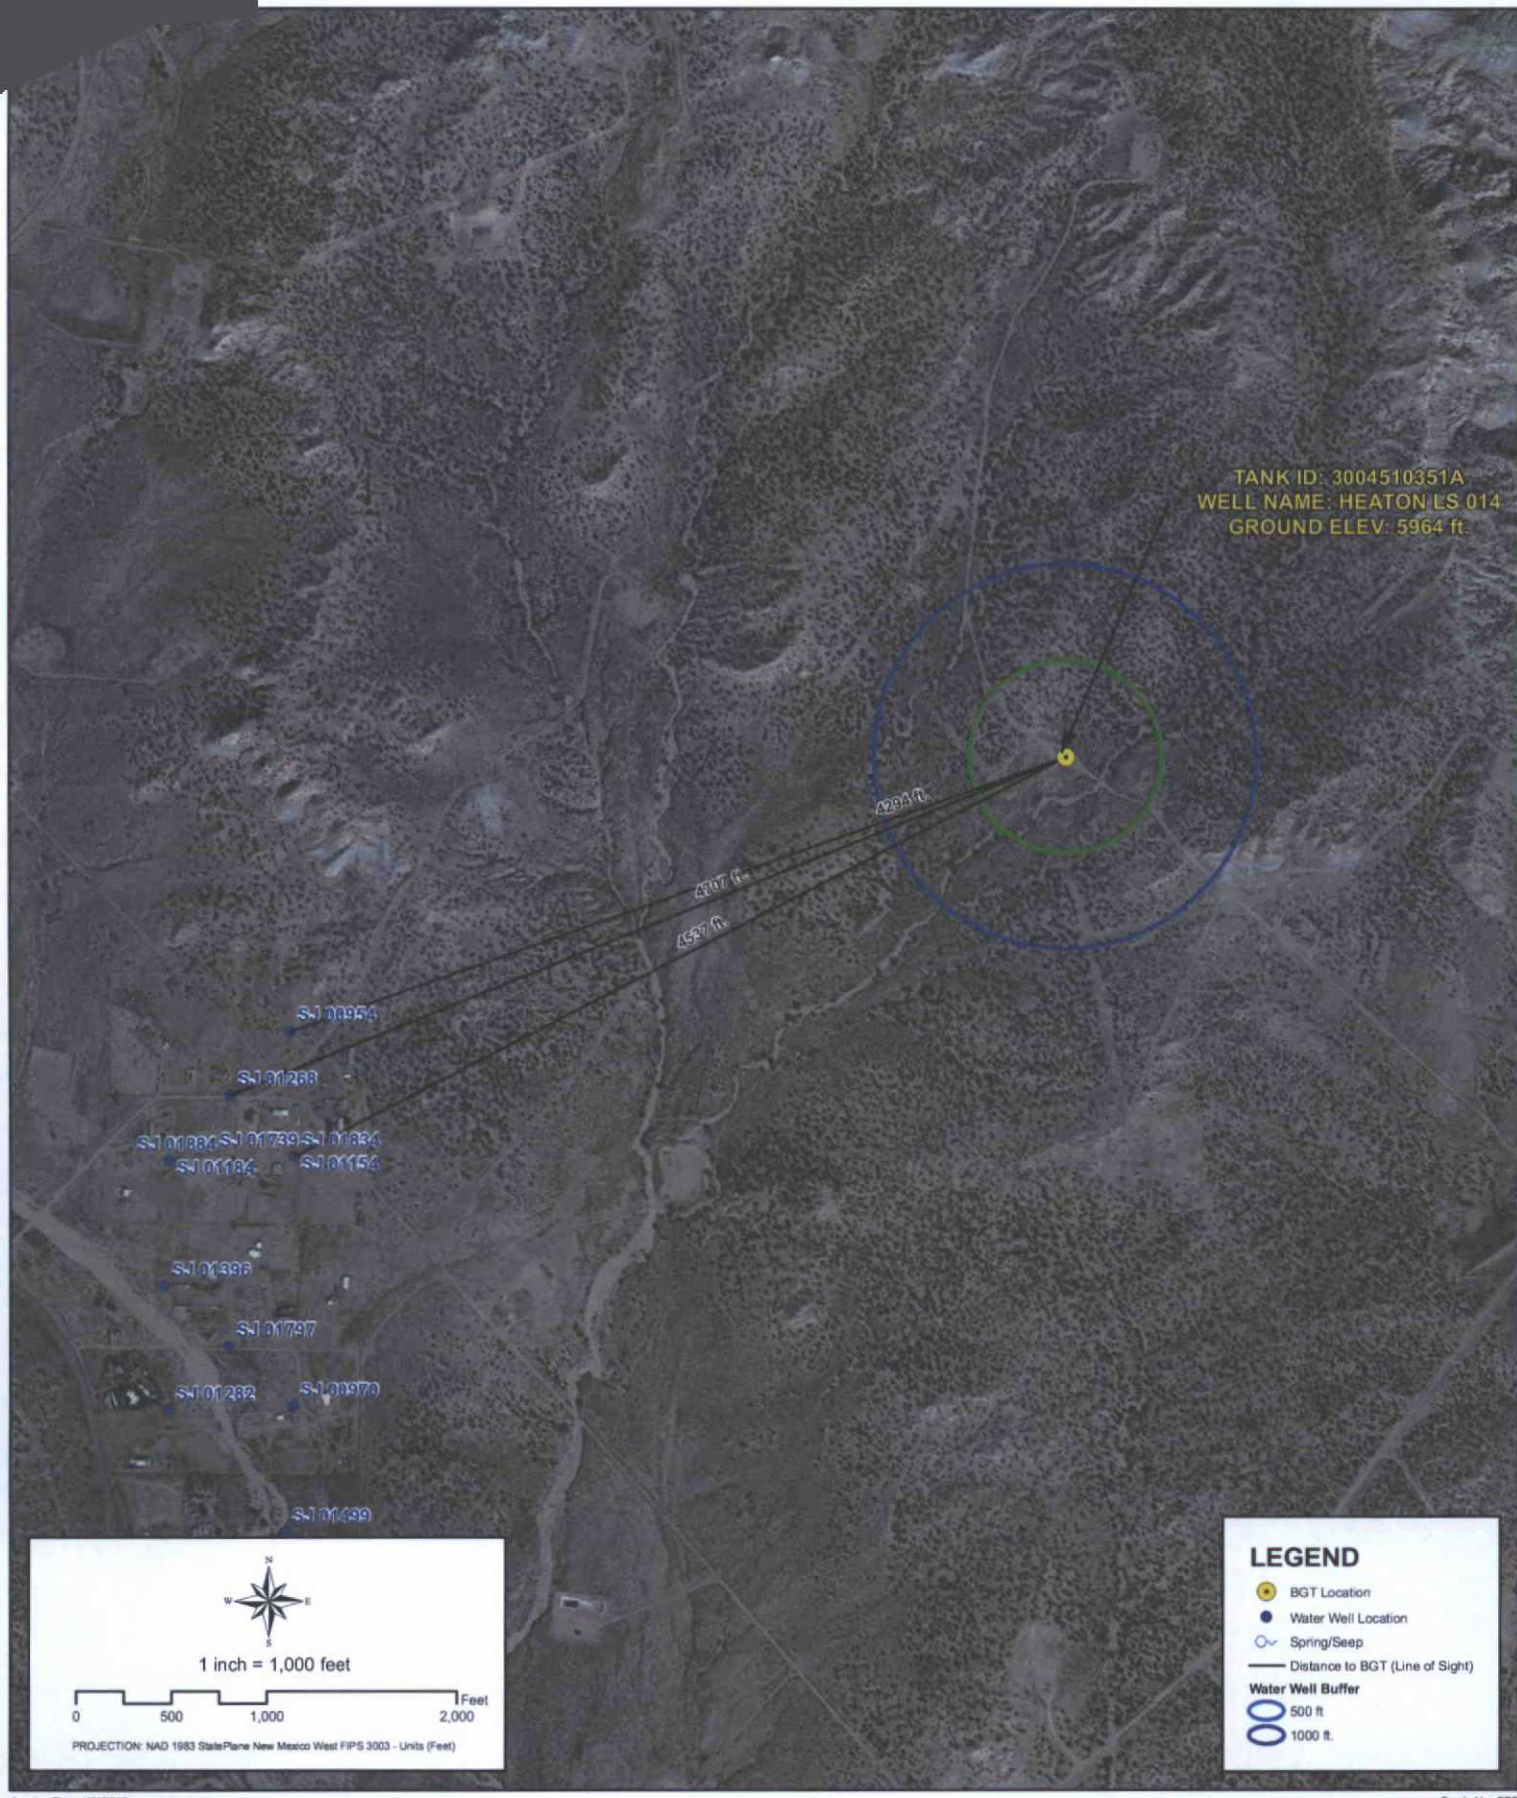 TANK ID: 3004510351A
WELL NAME: HEATON LS 014
GROUND ELEV: 5964 ft.
4294 ft.
4707 ft.
4537 ft.
SJ 00954
SJ 01268
SJ 01884 SJ 01739 SJ 01834
SJ 01184 SJ 01154
SJ 01396
SJ 01797
SJ 01282 SJ 00970
SJ 01499
N
W E
S
1 inch = 1,000 feet
Feet
0 500 1,000 2,000
PROJECTION: NAD 1983 StatePlane New Mexico West FIPS 3003 - Units (Feet)
LEGEND
BGT Location
Water Well Location
Spring/Seep
Distance to BGT (Line of Sight)
Water Well Buffer
500 ft
1000 ft.